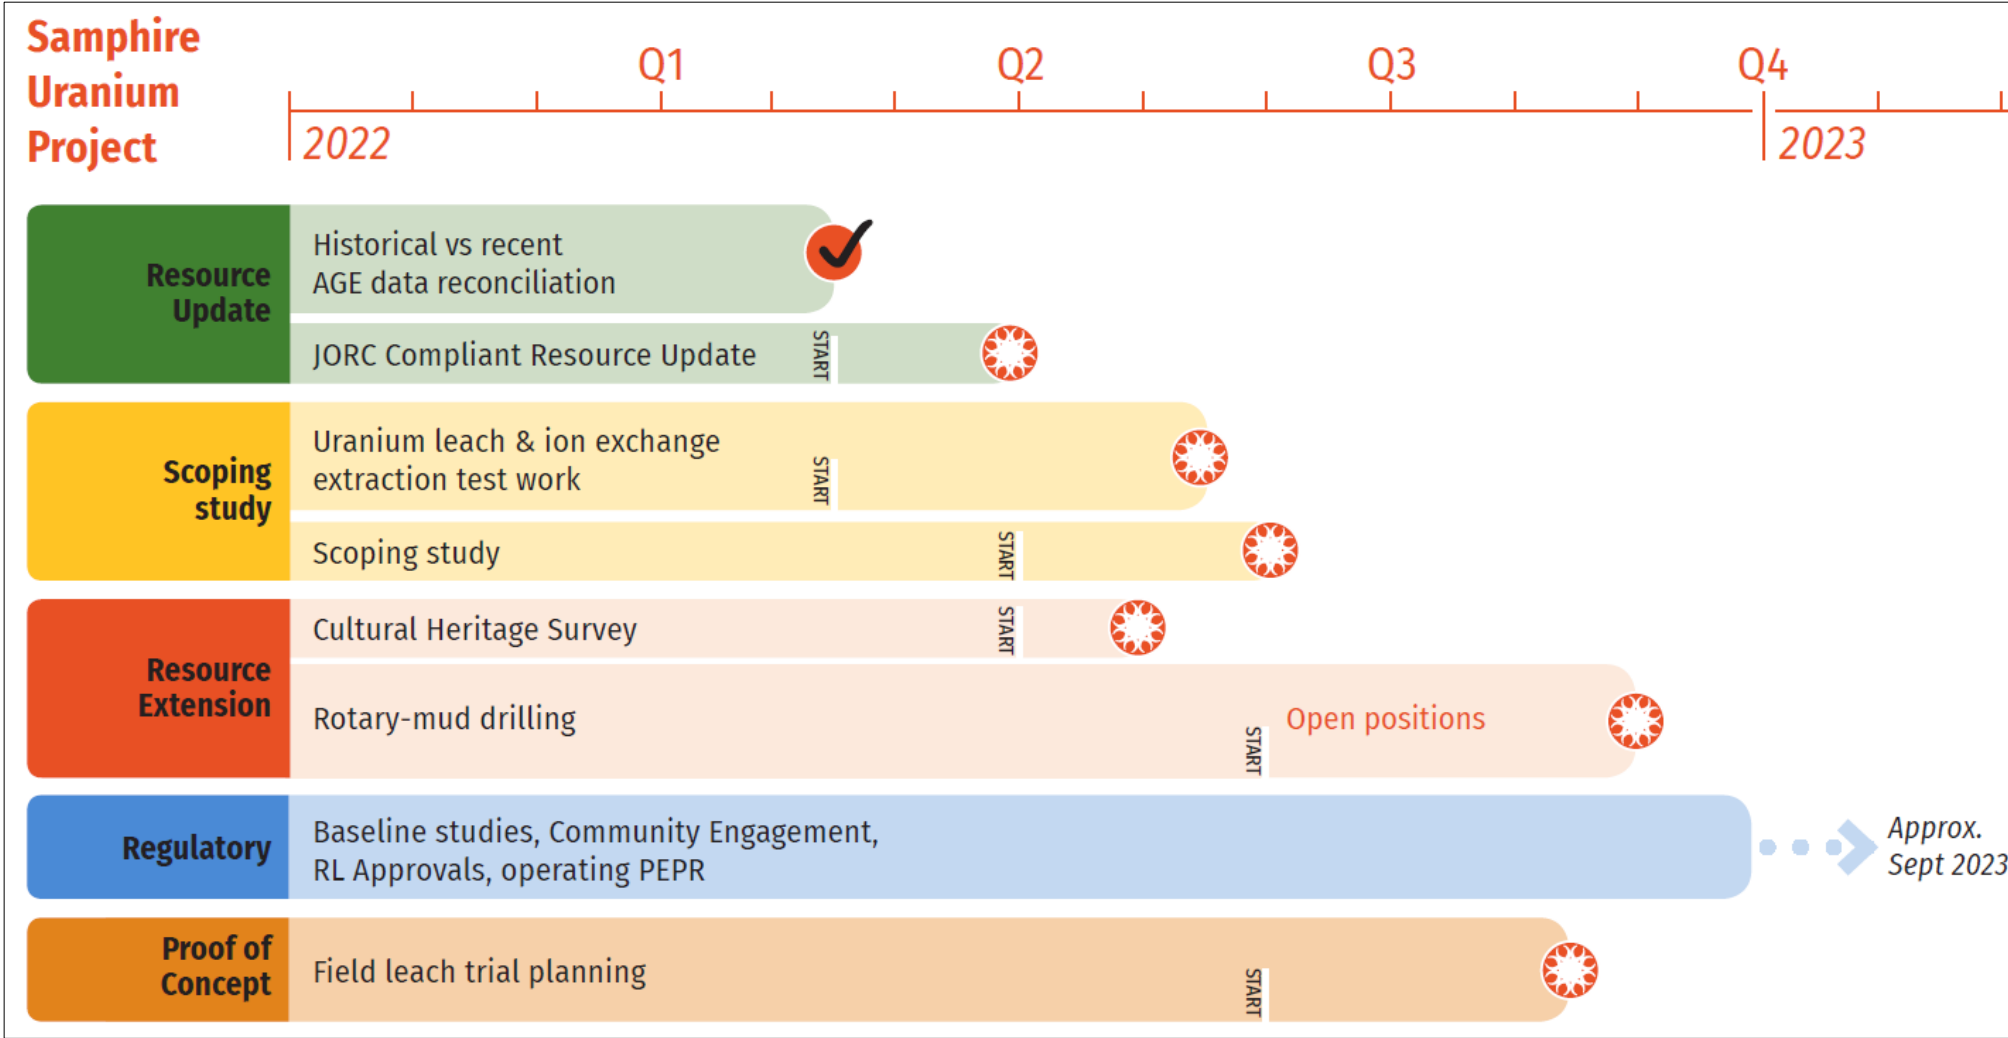 Samphire
Uranium
Project
Q1 Q2 Q3 Q4
2022 2023
Resource
Update
Historical vs recent
AGE data reconciliation
JORC Compliant Resource Update
START
Scoping
study
Uranium leach & ion exchange
extraction test work
START
Scoping study
START
Resource
Extension
Cultural Heritage Survey
START
Rotary-mud drilling
START
Open positions
Regulatory
Baseline studies, Community Engagement,
RL Approvals, operating PEPR
Approx.
Sept 2023
Proof of
Concept
Field leach trial planning
START